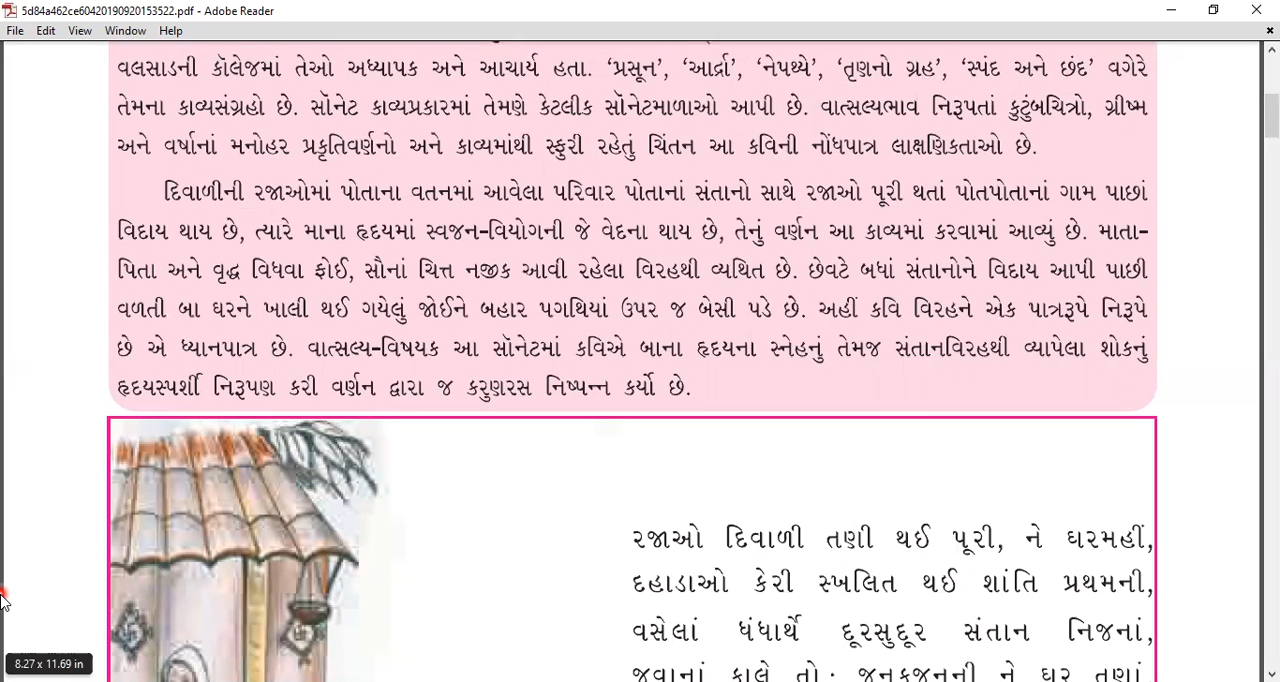 5d84a462ce60420190920153522.pdf - Adobe Reader
File Edit View Window Help
વલસાડની કૉલેજમાં તેઓ અધ્યાપક અને આચાર્ય હતા. ‘પ્રસૂન’, ‘આર્દ્રા’, ‘નેપથ્યે’, ‘તૃણનો ગ્રહ’, ‘સ્પંદ અને છંદ’ વગેરે
તેમના કાવ્યસંગ્રહો છે. સૉનેટ કાવ્યપ્રકારમાં તેમણે કેટલીક સૉનેટમાળાઓ આપી છે. વાત્સલ્યભાવ નિરૂપતાં કુટુંબચિત્રો, ગ્રીષ્મ
અને વર્ષાનાં મનોહર પ્રકૃતિવર્ણનો અને કાવ્યમાંથી સ્ફુરી રહેતું ચિંતન આ કવિની નોંધપાત્ર લાક્ષણિકતાઓ છે.
દિવાળીની રજાઓમાં પોતાના વતનમાં આવેલા પરિવાર પોતાનાં સંતાનો સાથે રજાઓ પૂરી થતાં પોતપોતાનાં ગામ પાછાં
વિદાય થાય છે, ત્યારે માના હૃદયમાં સ્વજન-વિયોગની જે વેદના થાય છે, તેનું વર્ણન આ કાવ્યમાં કરવામાં આવ્યું છે. માતા-
પિતા અને વૃદ્ધ વિધવા ફોઈ, સૌનાં ચિત્ત નજીક આવી રહેલા વિરહથી વ્યથિત છે. છેવટે બધાં સંતાનોને વિદાય આપી પાછી
વળતી બા ઘરને ખાલી થઈ ગયેલું જોઈને બહાર પગથિયાં ઉપર જ બેસી પડે છે. અહીં કવિ વિરહને એક પાત્રરૂપે નિરૂપે
છે એ ધ્યાનપાત્ર છે. વાત્સલ્ય-વિષયક આ સૉનેટમાં કવિએ બાના હૃદયના સ્નેહનું તેમજ સંતાનવિરહથી વ્યાપેલા શોકનું
હૃદયસ્પર્શી નિરૂપણ કરી વર્ણન દ્વારા જ કરુણરસ નિષ્પન્ન કર્યો છે.
રજાઓ દિવાળી તણી થઈ પૂરી, ને ઘરમહીં,
દહાડાઓ કેરી સ્ખલિત થઈ શાંતિ પ્રથમની,
વસેલાં ધંધાર્થે દૂરસુદૂર સંતાન નિજનાં,
જવાનાં કાલે તો; જનકજનની ને ઘર તણાં
8.27 x 11.69 in